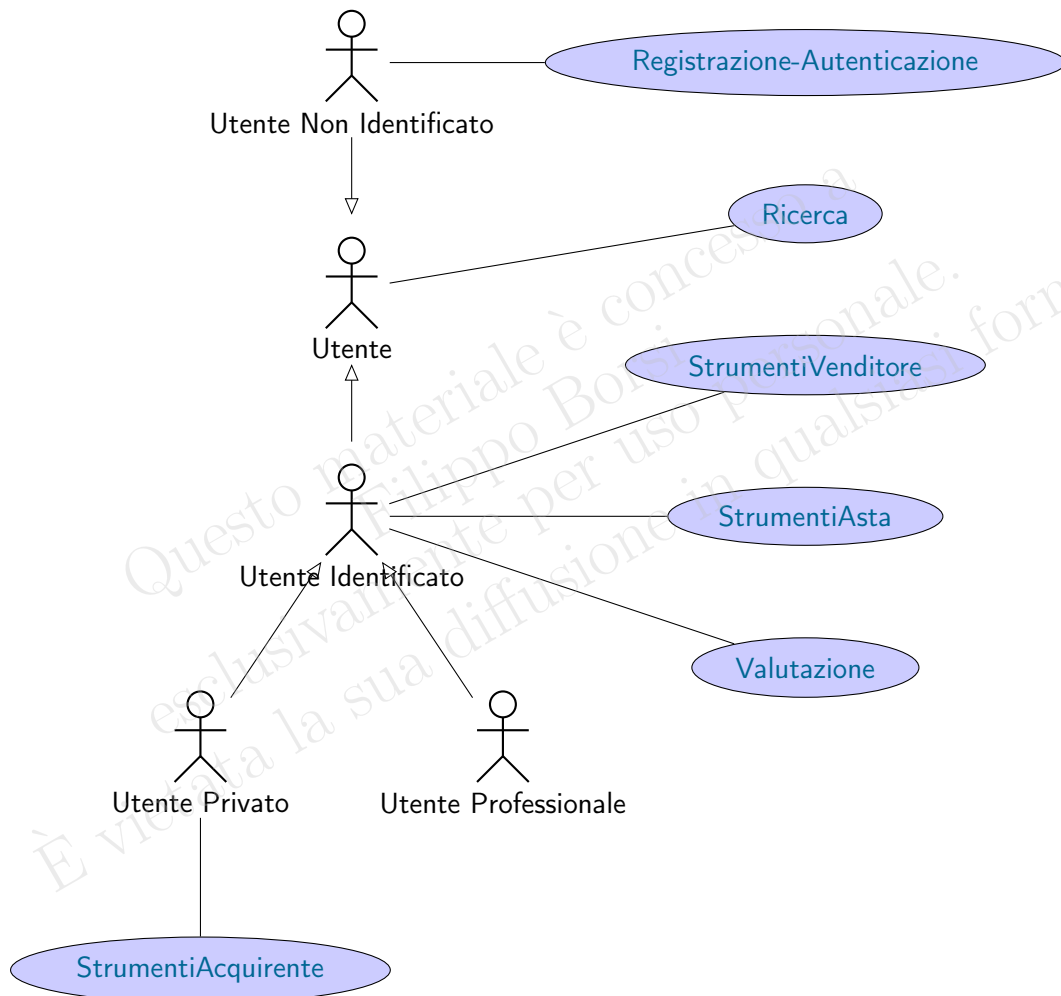 Registrazione-Autenticazione
Utente Non Identificato
Ricerca
Utente
StrumentiVenditore
StrumentiAsta
Utente Identificato
Valutazione
Utente Privato
Utente Professionale
StrumentiAcquirente
Questo materiale è concesso a
Filippo Borsi
esclusivamente per uso personale.
È vietata la sua diffusione in qualsiasi